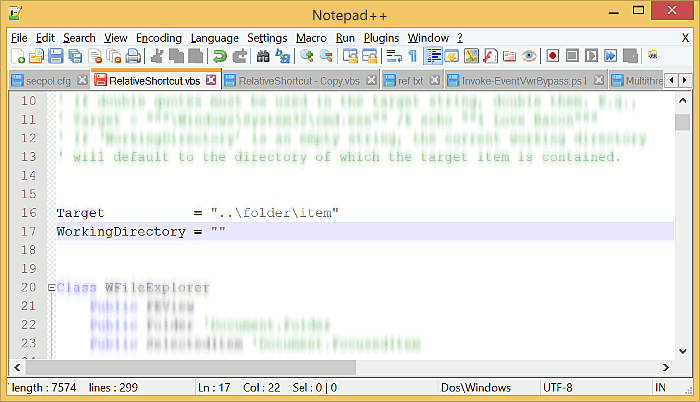 Notepad++
File Edit Search View Encoding Language Settings Macro Run Plugins Window ? X
secpol.cfg RelativeShortcut.vbs RelativeShortcut - Copy.vbs ref.txt Invoke-EventVwrBypass.ps1 Multithre
10 ' If double quotes must be used in the target string, double them, E.g.,
11 ' Target = """\Windows\System32\cmd.exe"" /k echo ""I Love Bacon"""
12 ' If 'WorkingDirectory' is an empty string, the current working directory
13 ' will default to the directory of which the target item is contained.
14
15
16 Target = "..\folder\item"
17 WorkingDirectory = ""
18
19
20 Class WFileExplorer
21 Public FEView
22 Public Folder 'Document.Folder
23 Public SelectedItem 'Document.FocusedItem
length : 7574 lines : 299 Ln : 17 Col : 22 Sel : 0 | 0 Dos\Windows UTF-8 IN